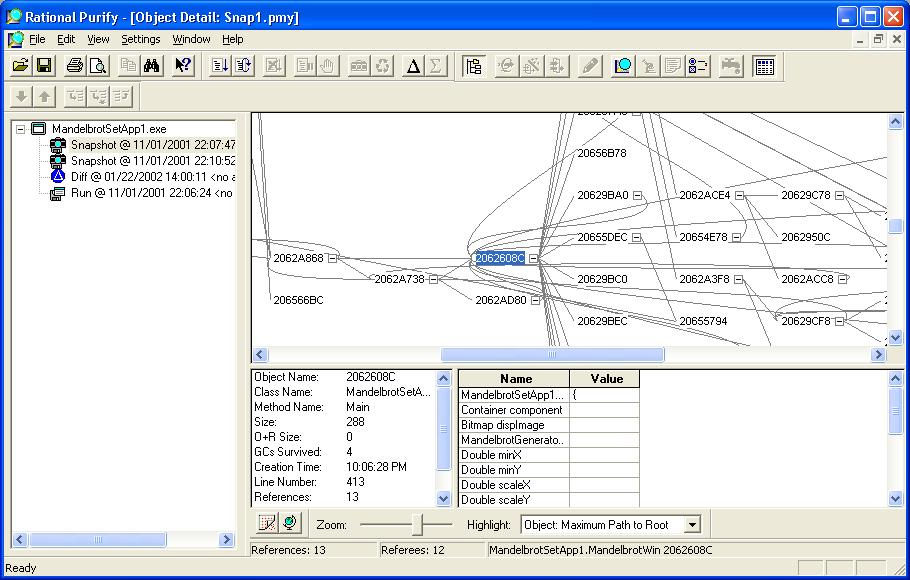 Rational Purify - [Object Detail: Snap1.pmy]
File Edit View Settings Window Help
MandelbrotSetApp1.exe
Snapshot @ 11/01/2001 22:07:47
Snapshot @ 11/01/2001 22:10:52
Diff @ 01/22/2002 14:00:11 <no a
Run @ 11/01/2001 22:06:24 <no
20656B78
20629BA0 2062ACE4 20629C78
20655DEC 20654E78 2062950C
2062A868 2062608C
2062A738 20629BC0 2062A3F8 2062ACC8
206566BC 2062AD80
20629BEC 20655794 20629CF8
Object Name: 2062608C
Class Name: MandelbrotSetA...
Method Name: Main
Size: 288
O+R Size: 0
GCs Survived: 4
Creation Time: 10:06:28 PM
Line Number: 413
References: 13
Name Value
MandelbrotSetApp1... {
Container component
Bitmap displmage
MandelbrotGenerato..
Double minX
Double minY
Double scaleX
Double scaleY
Zoom: Highlight: Object: Maximum Path to Root
References: 13 Referees: 12 MandelbrotSetApp1.MandelbrotWin 2062608C
Ready